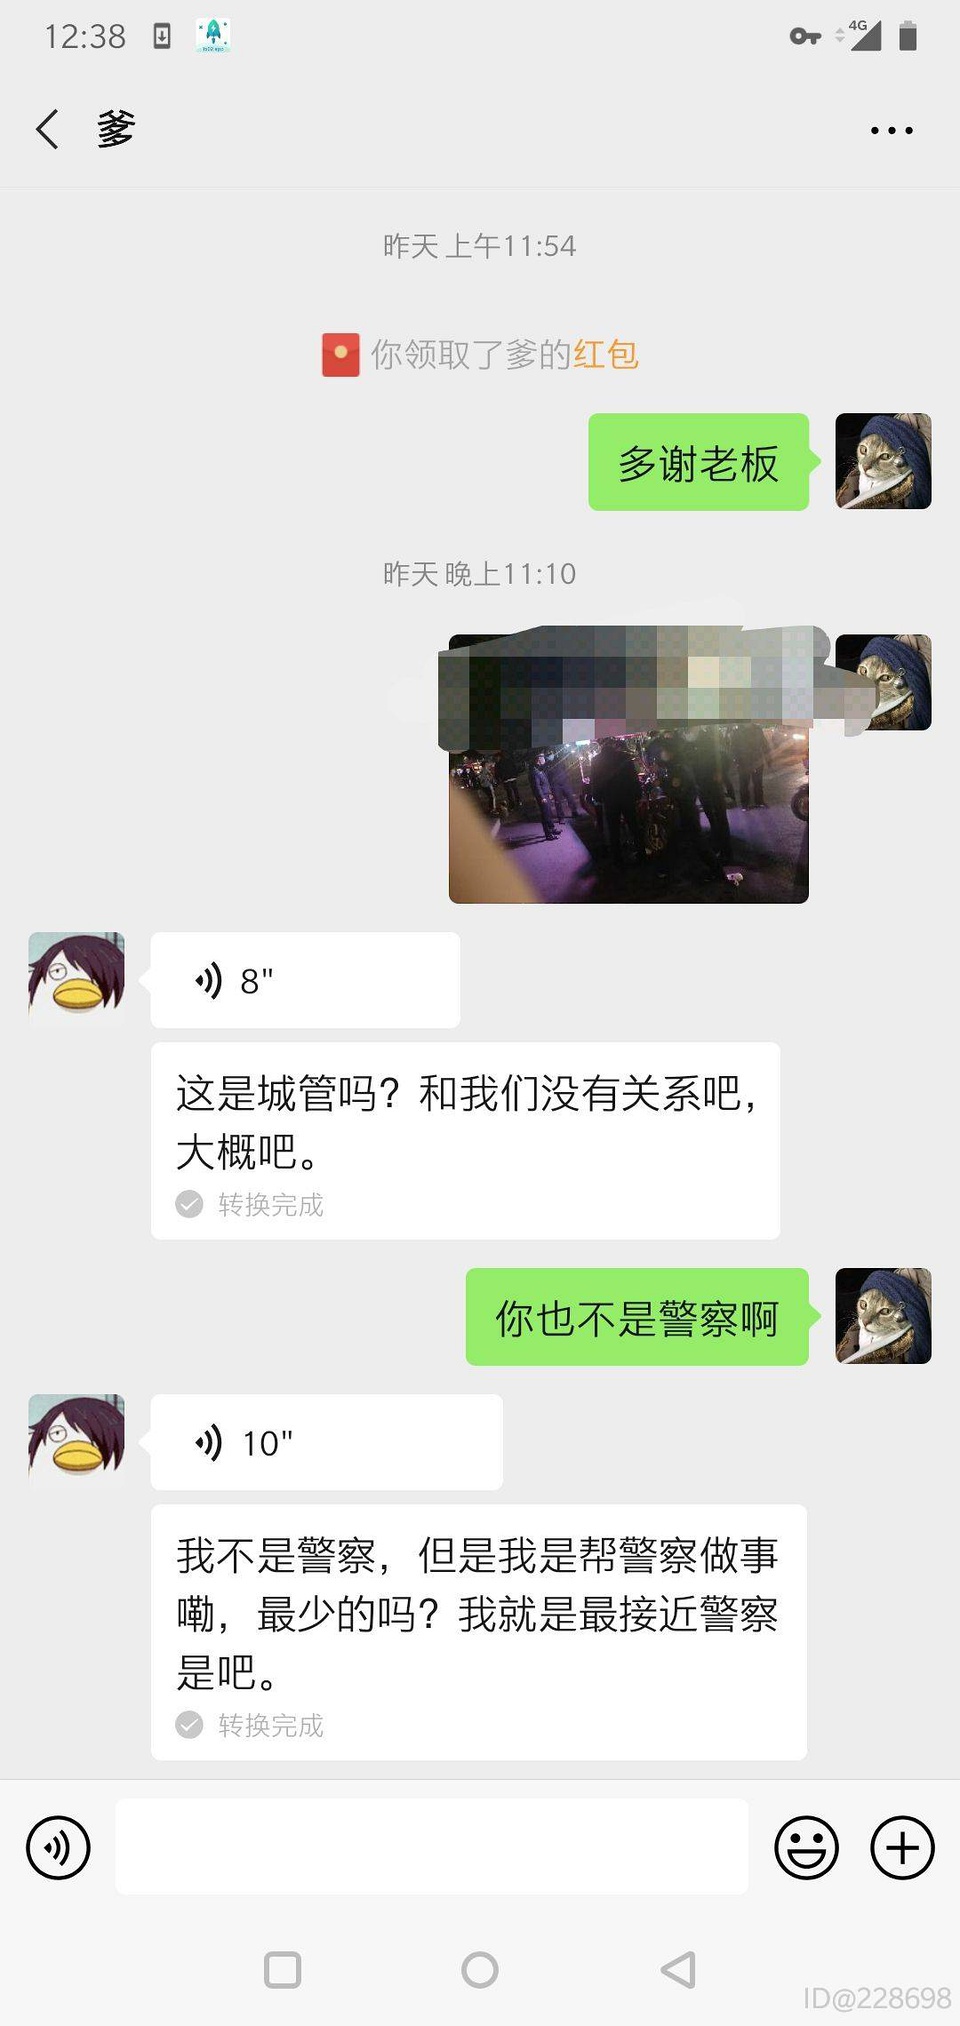 12:38
4G
爹
昨天 上午11:54
你领取了爹的红包
多谢老板
昨天 晚上11:10
8"
这是城管吗？和我们没有关系吧，
大概吧。
转换完成
你也不是警察啊
10"
我不是警察，但是我是帮警察做事
嘞，最少的吗？我就是最接近警察
是吧。
转换完成
ID@228698